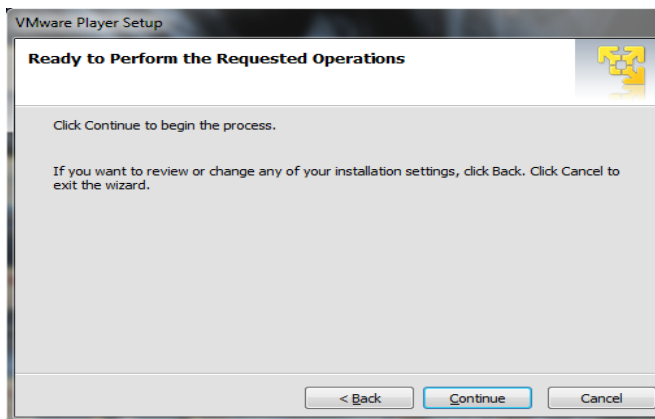 VMware Player Setup
Ready to Perform the Requested Operations
Click Continue to begin the process.
If you want to review or change any of your installation settings, click Back. Click Cancel to
exit the wizard.
< Back
Continue
Cancel